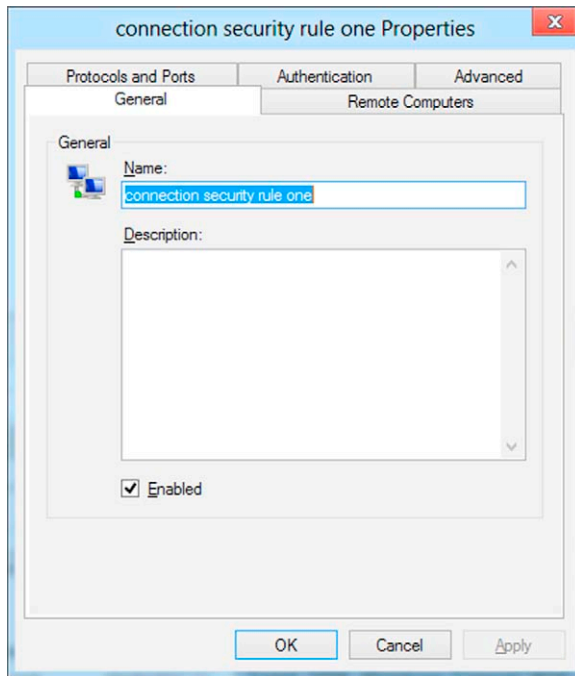 connection security rule one Properties
x
Protocols and Ports
Authentication
Advanced
General
Remote Computers
General
Name:
connection security rule one
Description:
Enabled
OK
Cancel
Apply